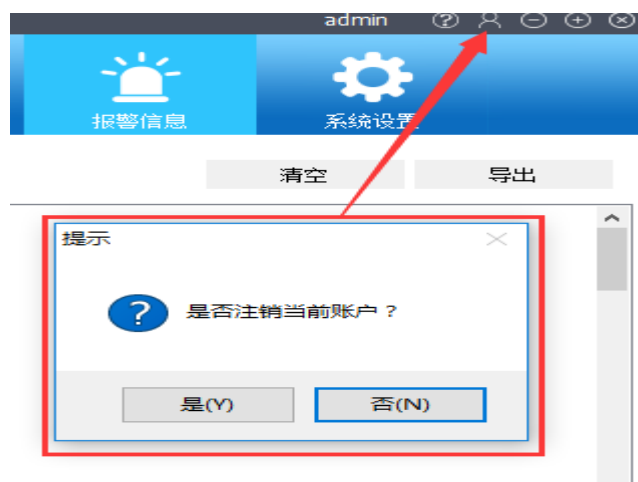 admin
报警信息 系统设置
清空 导出
提示
是否注销当前账户？
是(Y) 否(N)